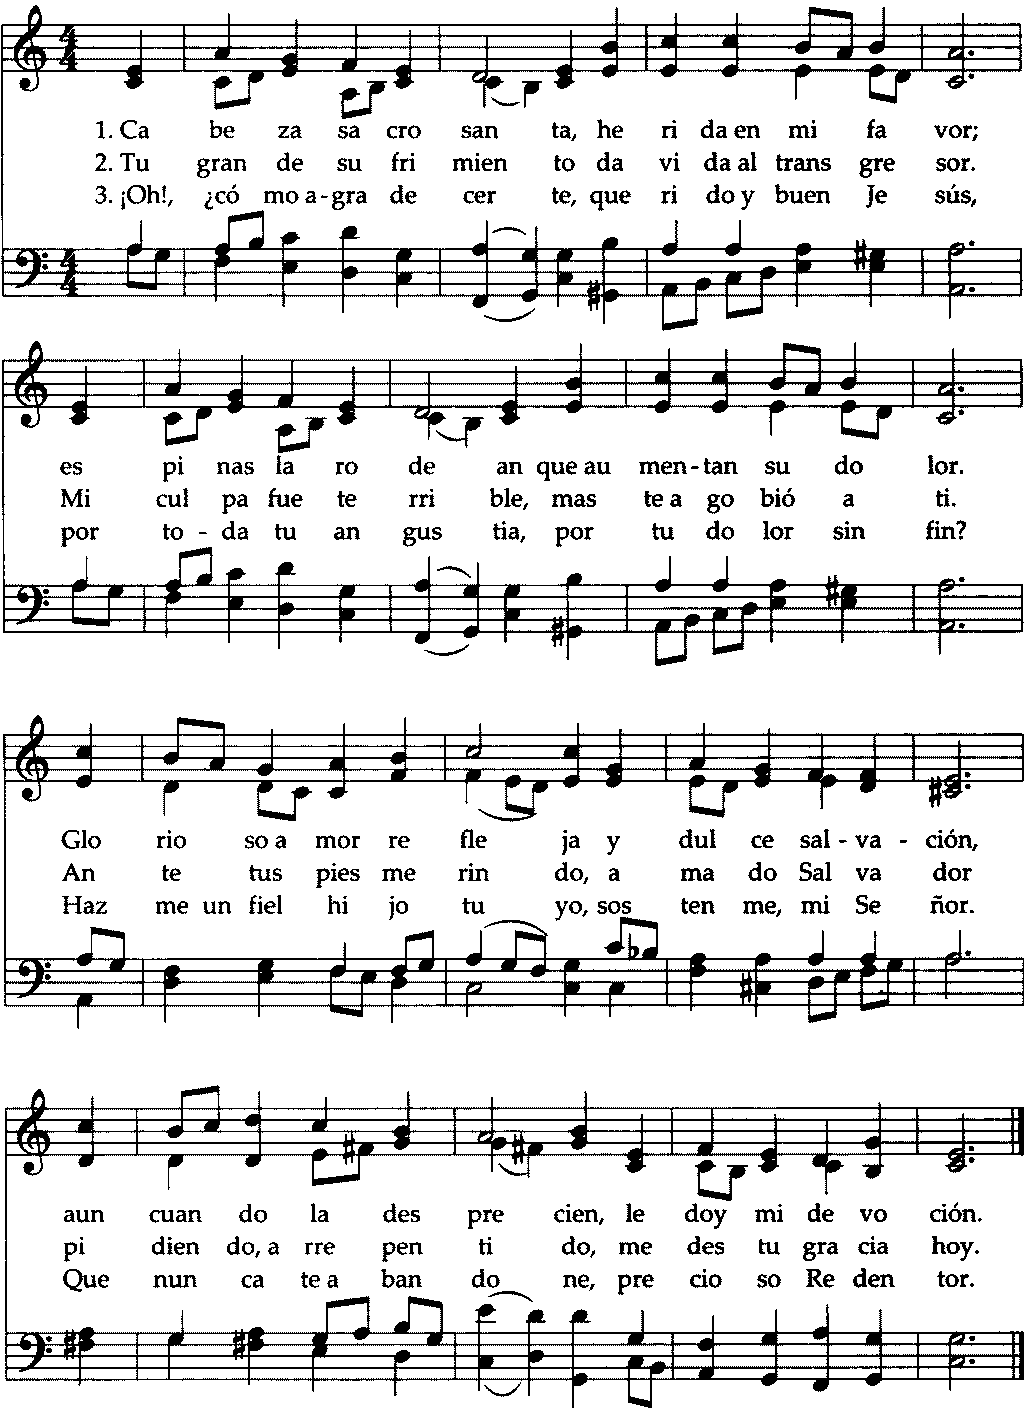 1. Ca be za sa cro san ta, he ri da en mi fa vor;
2. Tu gran de su fri mien to da vi da al trans gre sor.
3. ¡Oh!, ¿có mo a-gra de cer te, que ri do y buen Je sús,
es pi nas la ro de an que au men-tan su do lor.
Mi cul pa fue te rri ble, mas te a go bió a ti.
por to-da tu an gus tia, por tu do lor sin fin?
Glo rio so a mor re fle ja y dul ce sal-va-ción,
An te tus pies me rin do, a ma do Sal va dor
Haz me un fiel hi jo tu yo, sos ten me, mi Se ñor.
aun cuan do la des pre cien, le doy mi de vo ción.
pi dien do, a rre pen ti do, me des tu gra cia hoy.
Que nun ca te a ban do ne, pre cio so Re den tor.